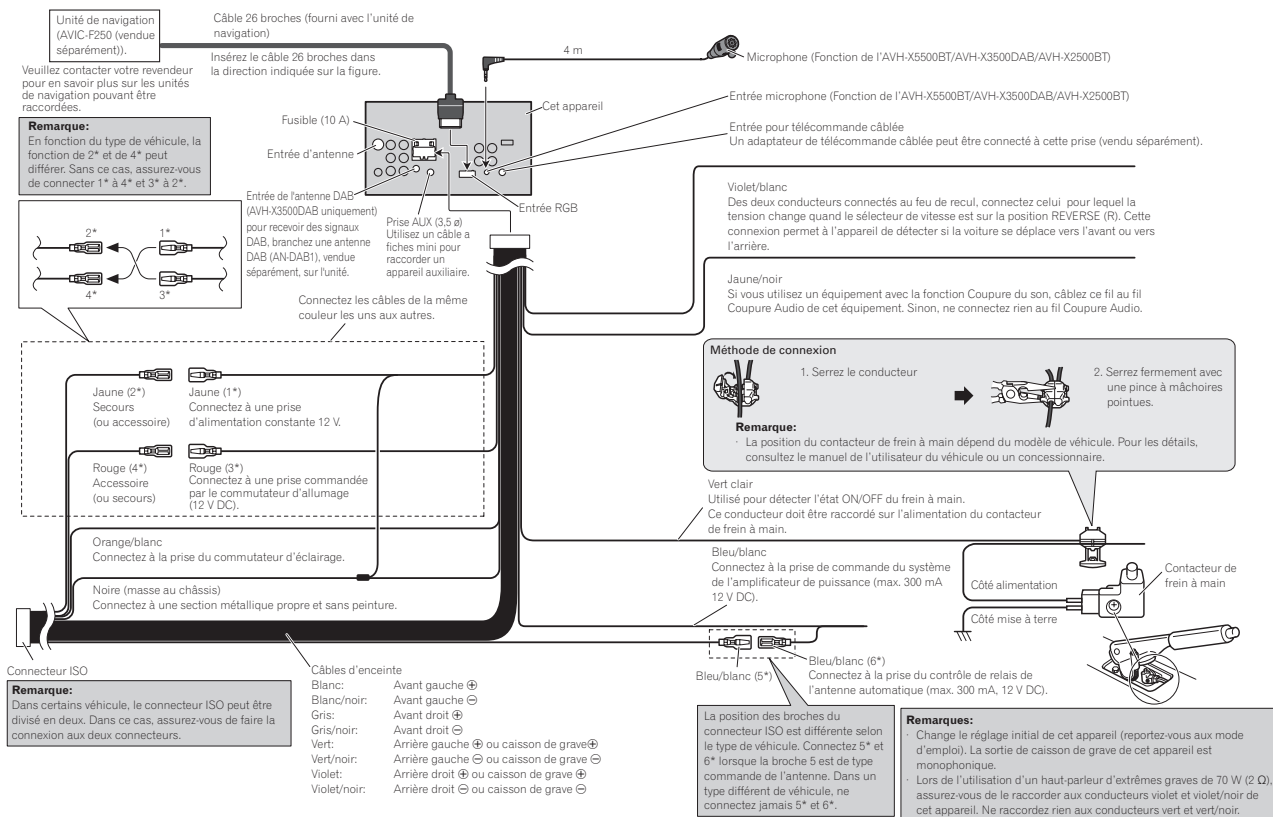 Unité de navigation
(AVIC-F250 (vendue
séparément)).
Câble 26 broches (fourni avec l'unité de
navigation)
Insérez le câble 26 broches dans
la direction indiquée sur la figure.
4 m
Microphone (Fonction de l'AVH-X5500BT/AVH-X3500DAB/AVH-X2500BT)
Veuillez contacter votre revendeur
pour en savoir plus sur les unités
de navigation pouvant être
raccordées.
Remarque:
En fonction du type de véhicule, la
fonction de 2* et de 4* peut
différer. Sans ce cas, assurez-vous
de connecter 1* à 4* et 3* à 2*.
Cet appareil
Fusible (10 A)
Entrée d'antenne
Entrée microphone (Fonction de l'AVH-X5500BT/AVH-X3500DAB/AVH-X2500BT)
Entrée pour télécommande câblée
Un adaptateur de télécommande câblée peut être connecté à cette prise (vendu séparément).
Entrée de l'antenne DAB
(AVH-X3500DAB uniquement)
pour recevoir des signaux
DAB, branchez une antenne
DAB (AN-DAB1), vendue
séparément, sur l'unité.
Prise AUX (3,5 ø)
Utilisez un câble a
fiches mini pour
raccorder un
appareil auxiliaire.
Entrée RGB
2*
1*
4*
3*
Violet/blanc
Des deux conducteurs connectés au feu de recul, connectez celui pour lequel la
tension change quand le sélecteur de vitesse est sur la position REVERSE (R). Cette
connexion permet à l'appareil de détecter si la voiture se déplace vers l'avant ou vers
l'arrière.
Jaune/noir
Si vous utilisez un équipement avec la fonction Coupure du son, câblez ce fil au fil
Coupure Audio de cet équipement. Sinon, ne connectez rien au fil Coupure Audio.
Connectez les câbles de la même
couleur les uns aux autres.
Jaune (2*)
Secours
(ou accessoire)
Jaune (1*)
Connectez à une prise
d'alimentation constante 12 V.
Rouge (4*)
Accessoire
(ou secours)
Rouge (3*)
Connectez à une prise commandée
par le commutateur d'allumage
(12 V DC).
Méthode de connexion
1. Serrez le conducteur
2. Serrez fermement avec
une pince à mâchoires
pointues.
Remarque:
· La position du contacteur de frein à main dépend du modèle de véhicule. Pour les détails,
consultez le manuel de l'utilisateur du véhicule ou un concessionnaire.
Vert clair
Utilisé pour détecter l'état ON/OFF du frein à main.
Ce conducteur doit être raccordé sur l'alimentation du contacteur
de frein à main.
Orange/blanc
Connectez à la prise du commutateur d'éclairage.
Noire (masse au châssis)
Connectez à une section métallique propre et sans peinture.
Bleu/blanc
Connectez à la prise de commande du système
de l'amplificateur de puissance (max. 300 mA
12 V DC).
Côté alimentation
Côté mise à terre
Contacteur de
frein à main
Connecteur ISO
Remarque:
Dans certains véhicule, le connecteur ISO peut être
divisé en deux. Dans ce cas, assurez-vous de faire la
connexion aux deux connecteurs.
Câbles d'enceinte
Blanc: Avant gauche ⊕
Blanc/noir: Avant gauche ⊖
Gris: Avant droit ⊕
Gris/noir: Avant droit ⊖
Vert: Arrière gauche ⊕ ou caisson de grave⊕
Vert/noir: Arrière gauche ⊖ ou caisson de grave ⊖
Violet: Arrière droit ⊕ ou caisson de grave ⊕
Violet/noir: Arrière droit ⊖ ou caisson de grave ⊖
Bleu/blanc (5*)
Bleu/blanc (6*)
Connectez à la prise du contrôle de relais de
l'antenne automatique (max. 300 mA, 12 V DC).
La position des broches du
connecteur ISO est différente selon
le type de véhicule. Connectez 5* et
6* lorsque la broche 5 est de type
commande de l'antenne. Dans un
type différent de véhicule, ne
connectez jamais 5* et 6*.
Remarques:
· Change le réglage initial de cet appareil (reportez-vous aux mode
d'emploi). La sortie de caisson de grave de cet appareil est
monophonique.
· Lors de l'utilisation d'un haut-parleur d'extrêmes graves de 70 W (2 Ω),
assurez-vous de le raccorder aux conducteurs violet et violet/noir de
cet appareil. Ne raccordez rien aux conducteurs vert et vert/noir.